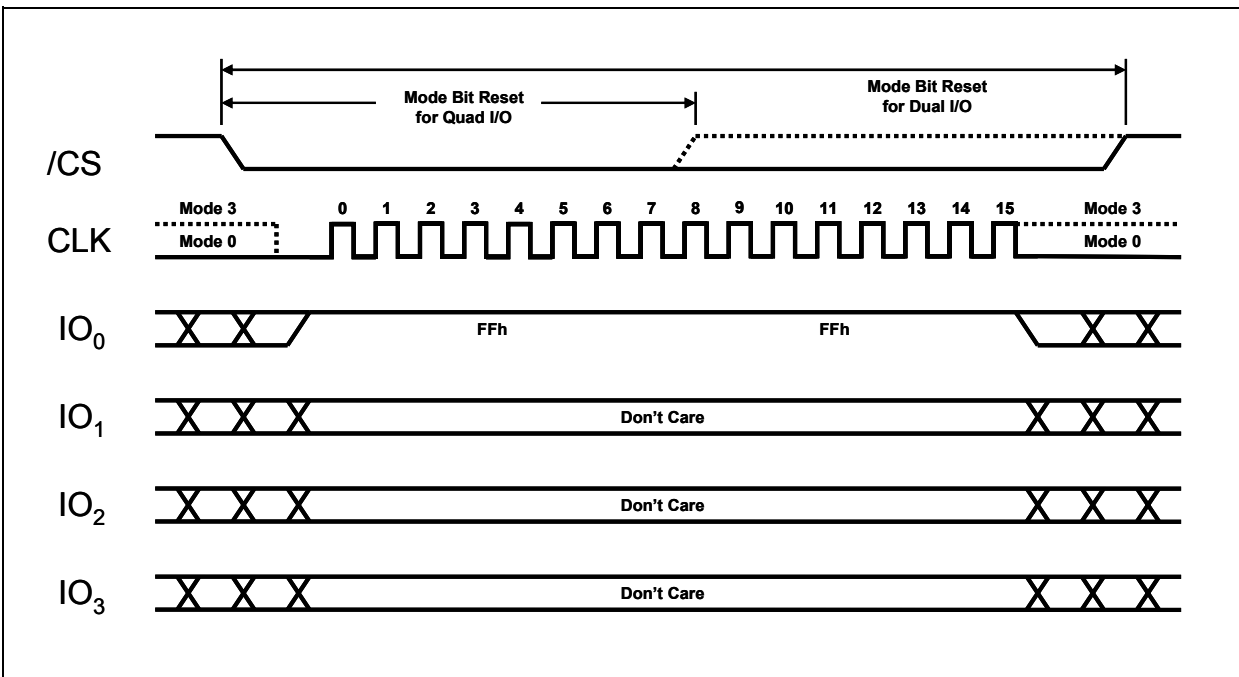 Mode Bit Reset
for Quad I/O
Mode Bit Reset
for Dual I/O
/CS
Mode 3
0 1 2 3 4 5 6 7 8 9 10 11 12 13 14 15
Mode 3
CLK
Mode 0
Mode 0
IO0
FFh
FFh
IO1
Don't Care
IO2
Don't Care
IO3
Don't Care